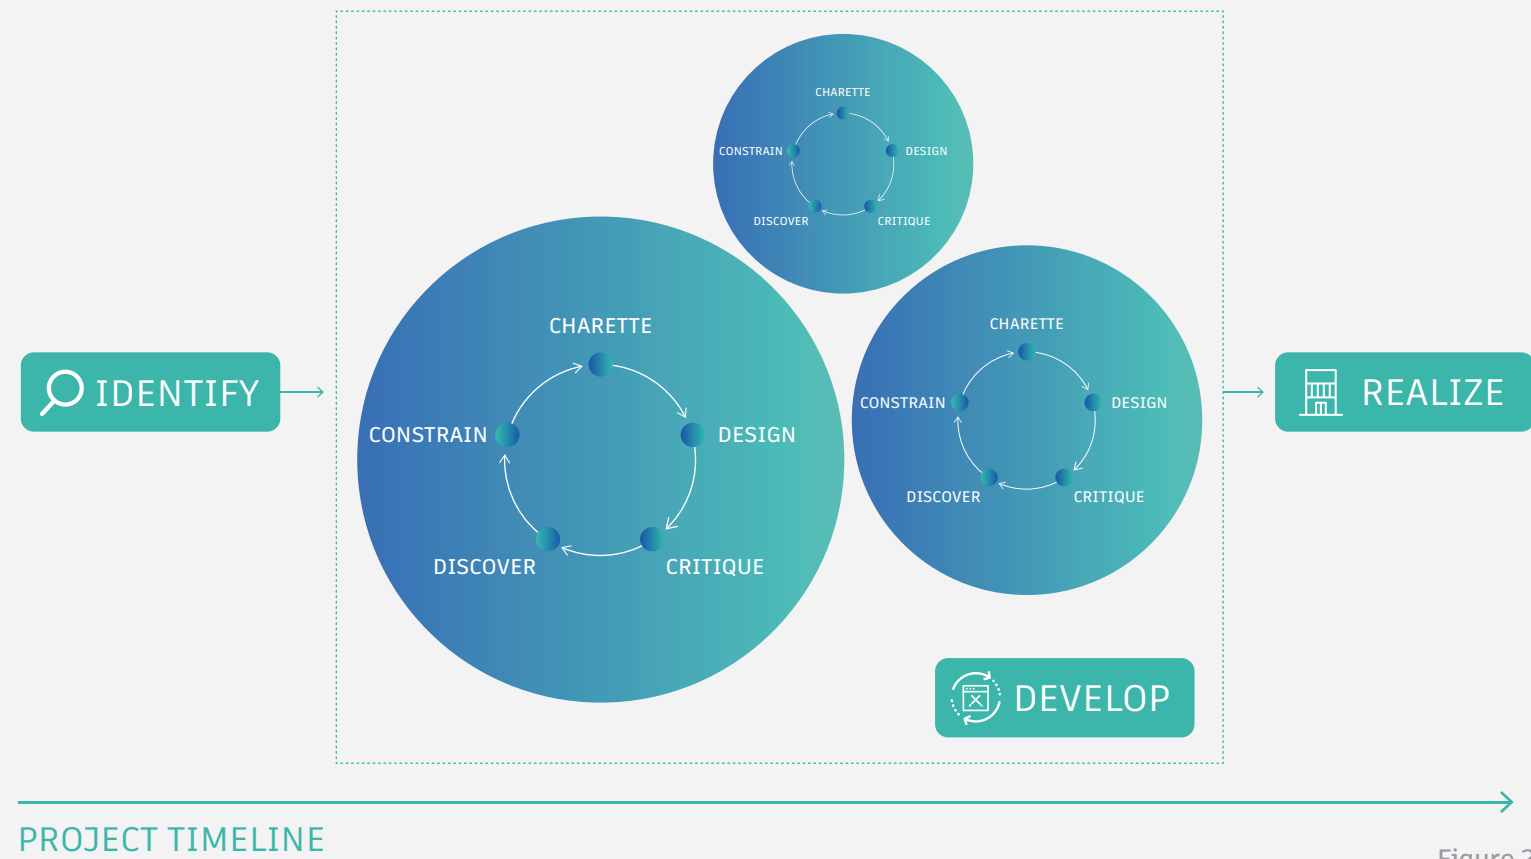 CHARETTE
CONSTRAIN
DESIGN
DISCOVER
CRITIQUE
CHARETTE
CONSTRAIN
DESIGN
DISCOVER
CRITIQUE
CHARETTE
CONSTRAIN
DESIGN
DISCOVER
CRITIQUE
IDENTIFY
REALIZE
DEVELOP
PROJECT TIMELINE
Figure